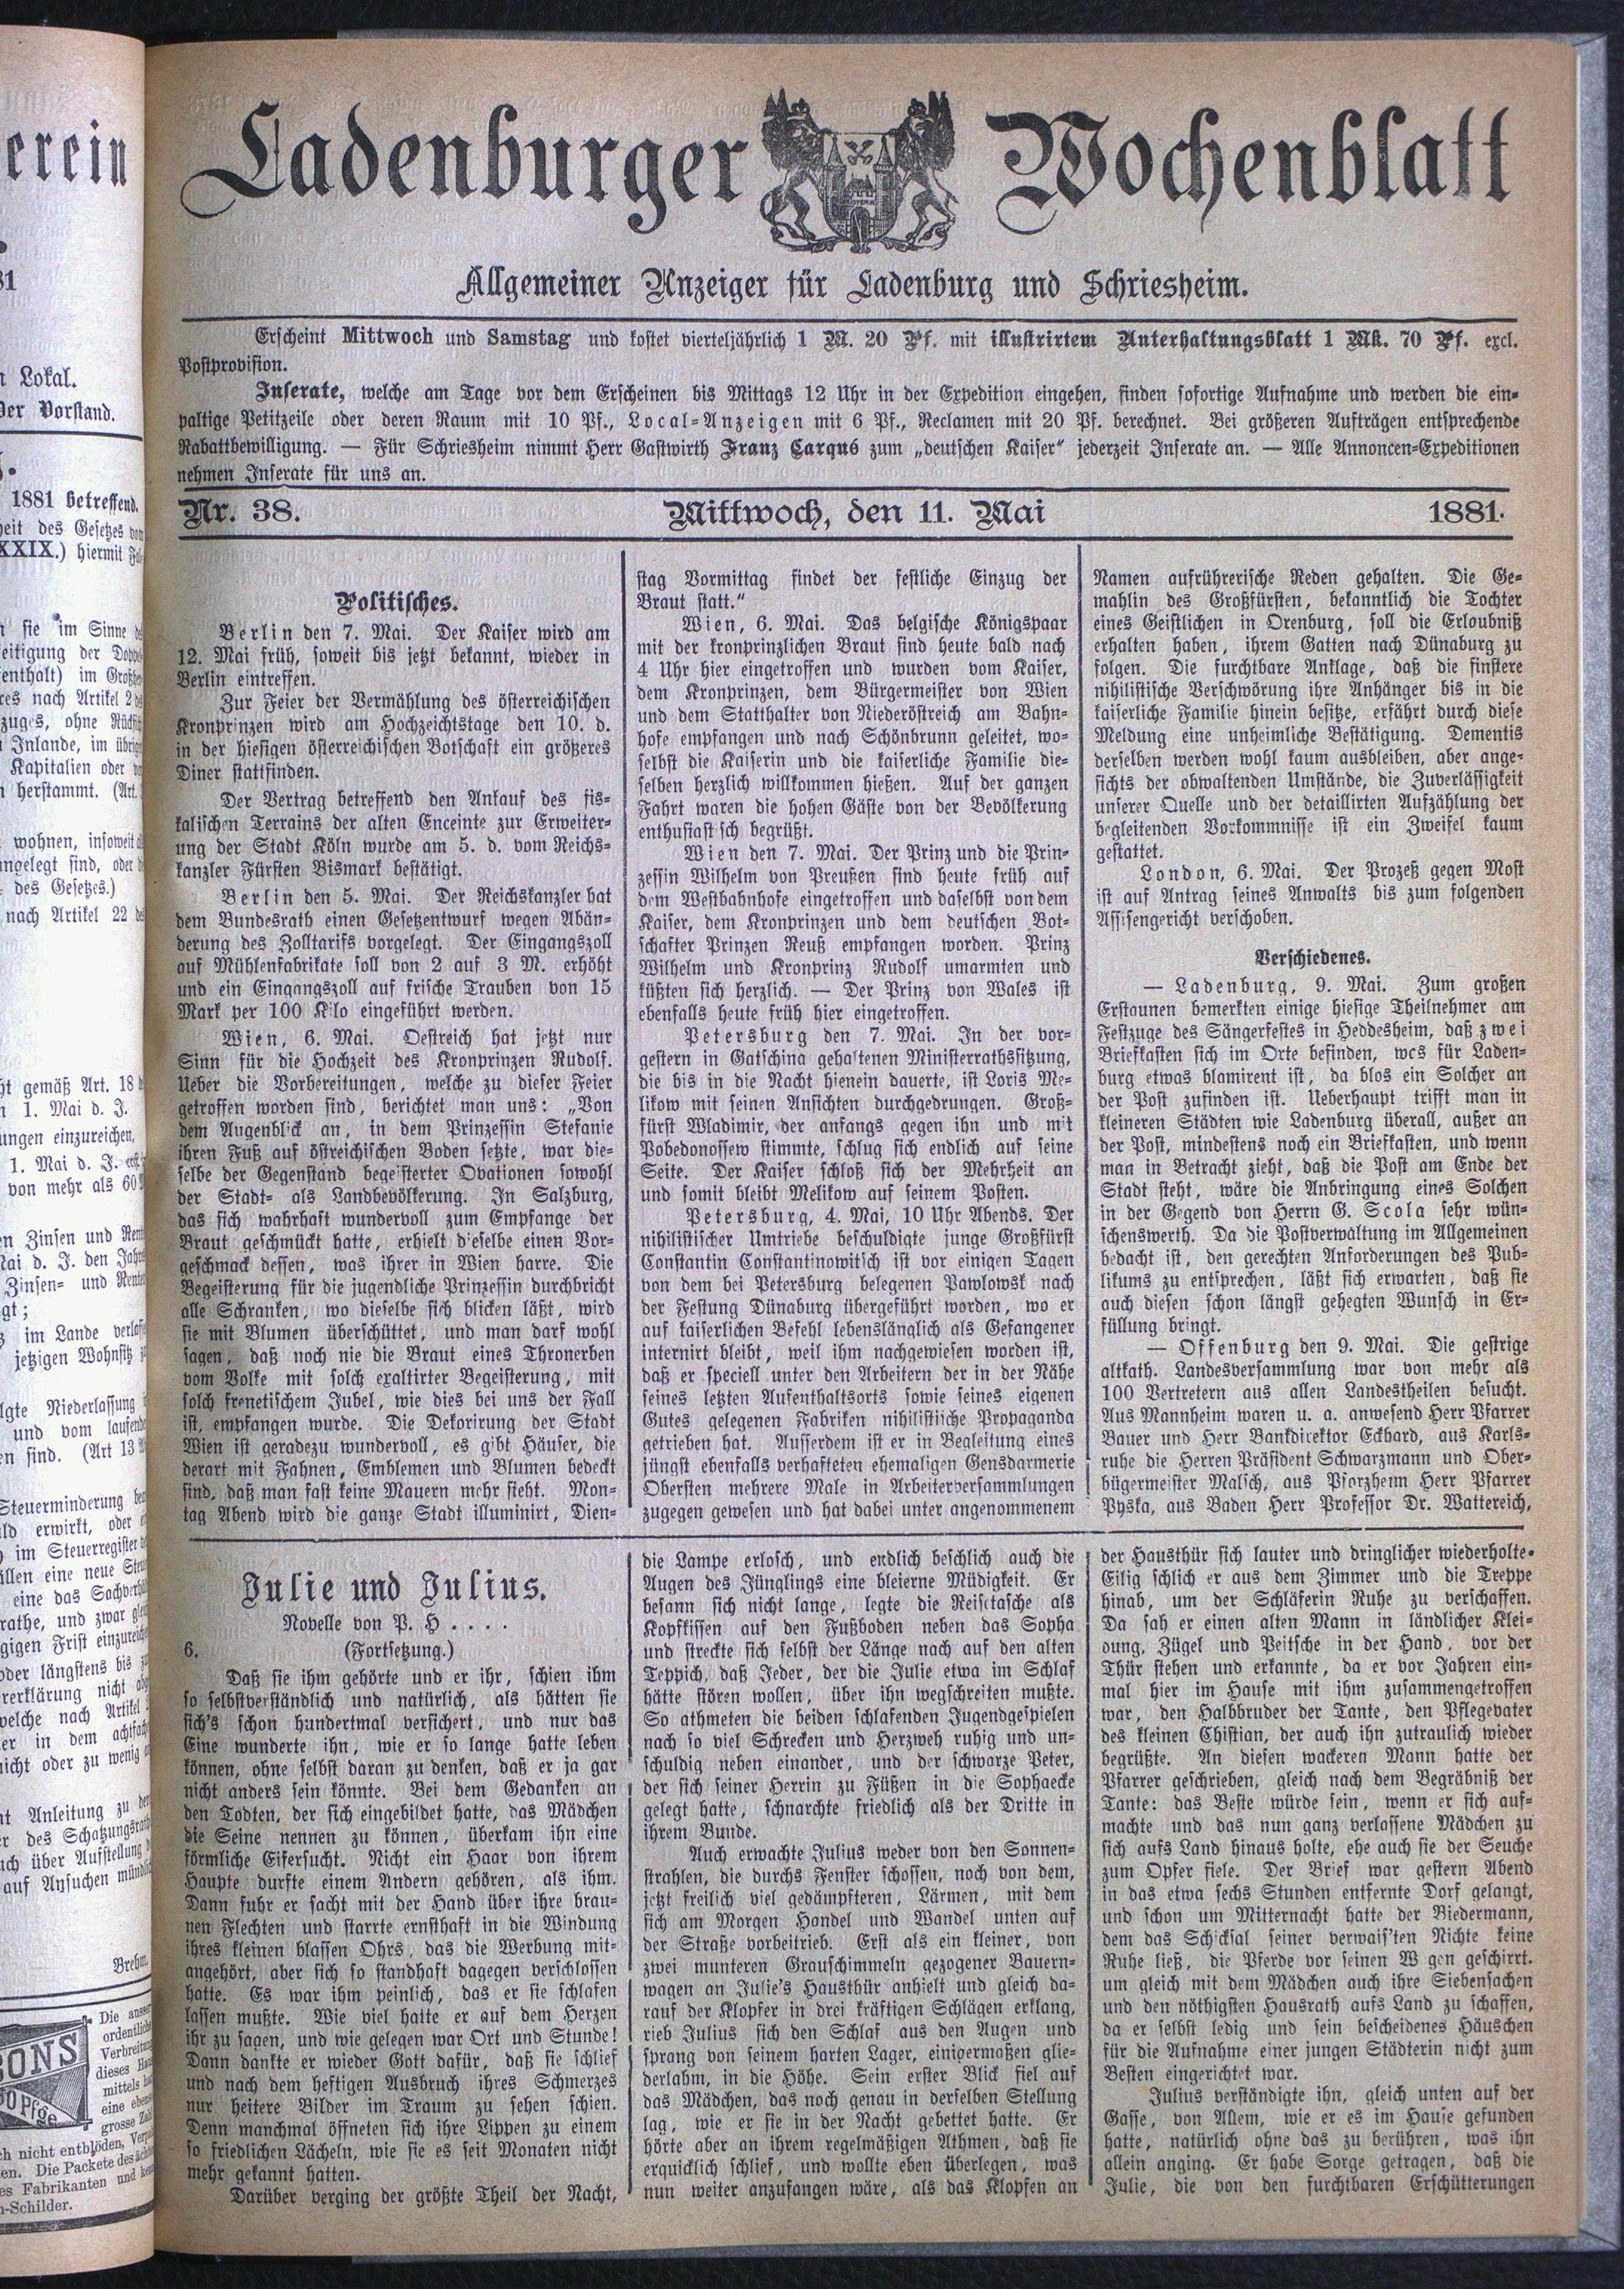 Ladenburger Wochenblatt
Allgemeiner Anzeiger für Ladenburg und Schriesheim.
Erscheint Mittwoch und Samstag und kostet vierteljährlich 1 M. 20 Pf. mit illustrirtem Unterhaltungsblatt 1 Mk. 70 Pf. excl.
Postprovision.
Inserate, welche am Tage vor dem Erscheinen bis Mittags 12 Uhr in der Expedition eingehen, finden sofortige Aufnahme und werden die ein-
paltige Petitzeile oder deren Raum mit 10 Pf., Local-Anzeigen mit 6 Pf., Reclamen mit 20 Pf. berechnet. Bei größeren Aufträgen entsprechende
Rabattbewilligung. — Für Schriesheim nimmt Herr Gastwirth Franz Carqué zum „deutschen Kaiser“ jederzeit Inserate an. — Alle Annoncen-Expeditionen
nehmen Inserate für uns an.
Nr. 38. Mittwoch, den 11. Mai 1881.
Politisches.
Berlin den 7. Mai. Der Kaiser wird am
12. Mai früh, soweit bis jetzt bekannt, wieder in
Berlin eintreffen.
Zur Feier der Vermählung des österreichischen
Kronprinzen wird am Hochzeichtstage den 10. d.
in der hiesigen österreichischen Botschaft ein größeres
Diner stattfinden.
Der Vertrag betreffend den Ankauf des fis-
kalischen Terrains der alten Enceinte zur Erweiter-
ung der Stadt Köln wurde am 5. d. vom Reichs-
kanzler Fürsten Bismark bestätigt.
Berlin den 5. Mai. Der Reichskanzler hat
dem Bundesrath einen Gesetzentwurf wegen Abän-
derung des Zolltarifs vorgelegt. Der Eingangszoll
auf Mühlenfabrikate soll von 2 auf 3 M. erhöht
und ein Eingangszoll auf frische Trauben von 15
Mark per 100 Kilo eingeführt werden.
Wien, 6. Mai. Oestreich hat jetzt nur
Sinn für die Hochzeit des Kronprinzen Rudolf.
Ueber die Vorbereitungen, welche zu dieser Feier
getroffen worden sind, berichtet man uns: „Von
dem Augenblick an, in dem Prinzessin Stefanie
ihren Fuß auf östreichischen Boden setzte, war die-
selbe der Gegenstand begeisterter Ovationen sowohl
der Stadt- als Landbevölkerung. In Salzburg,
das sich wahrhaft wundervoll zum Empfange der
Braut geschmückt hatte, erhielt dieselbe einen Vor-
geschmack dessen, was ihrer in Wien harre. Die
Begeisterung für die jugendliche Prinzessin durchbricht
alle Schranken, wo dieselbe sich blicken läßt, wird
sie mit Blumen überschüttet, und man darf wohl
sagen, daß noch nie die Braut eines Thronerben
vom Volke mit solch exaltirter Begeisterung, mit
solch frenetischem Jubel, wie dies bei uns der Fall
ist, empfangen wurde. Die Dekorirung der Stadt
Wien ist geradezu wundervoll, es gibt Häuser, die
derart mit Fahnen, Emblemen und Blumen bedeckt
sind, daß man fast keine Mauern mehr sieht. Mon-
tag Abend wird die ganze Stadt illuminirt, Dien-
stag Vormittag findet der festliche Einzug der
Braut statt.“
Wien, 6. Mai. Das belgische Königspaar
mit der kronprinzlichen Braut sind heute bald nach
4 Uhr hier eingetroffen und wurden vom Kaiser,
dem Kronprinzen, dem Bürgermeister von Wien
und dem Statthalter von Niederöstreich am Bahn-
hofe empfangen und nach Schönbrunn geleitet, wo-
selbst die Kaiserin und die kaiserliche Familie die-
selben herzlich willkommen hießen. Auf der ganzen
Fahrt waren die hohen Gäste von der Bevölkerung
enthusiast sch begrüßt.
Wien den 7. Mai. Der Prinz und die Prin-
zessin Wilhelm von Preußen sind heute früh auf
dem Westbahnhofe eingetroffen und daselbst von dem
Kaiser, dem Kronprinzen und dem deutschen Bot-
schafter Prinzen Reuß empfangen worden. Prinz
Wilhelm und Kronprinz Rudolf umarmten und
küßten sich herzlich. — Der Prinz von Wales ist
ebenfalls heute früh hier eingetroffen.
Petersburg den 7. Mai. In der vor-
gestern in Gatschina gehaltenen Ministerrathssitzung,
die bis in die Nacht hienein dauerte, ist Loris Me-
likow mit seinen Ansichten durchgedrungen. Groß-
fürst Wladimir, der anfangs gegen ihn und mit
Pobedonossew stimmte, schlug sich endlich auf seine
Seite. Der Kaiser schloß sich der Mehrheit an
und somit bleibt Melikow auf seinem Posten.
Petersburg, 4. Mai, 10 Uhr Abends. Der
nihilistischer Umtriebe beschuldigte junge Großfürst
Constantin Constantinowitsch ist vor einigen Tagen
von dem bei Petersburg belegenen Pawlowsk nach
der Festung Dünaburg übergeführt worden, wo er
auf kaiserlichen Befehl lebenslänglich als Gefangener
internirt bleibt, weil ihm nachgewiesen worden ist,
daß er speciell unter den Arbeitern der in der Nähe
seines letzten Aufenthaltsorts sowie seines eigenen
Gutes gelegenen Fabriken nihilistische Propaganda
getrieben hat. Ausserdem ist er in Begleitung eines
jüngst ebenfalls verhafteten ehemaligen Gensdarmerie
Obersten mehrere Male in Arbeiterversammlungen
zugegen gewesen und hat dabei unter angenommenem
Namen aufrührerische Reden gehalten. Die Ge-
mahlin des Großfürsten, bekanntlich die Tochter
eines Geistlichen in Orenburg, soll die Erlaubniß
erhalten haben, ihrem Gatten nach Dünaburg zu
folgen. Die furchtbare Anklage, daß die finstere
nihilistische Verschwörung ihre Anhänger bis in die
kaiserliche Familie hinein besitze, erfährt durch diese
Meldung eine unheimliche Bestätigung. Dementis
derselben werden wohl kaum ausbleiben, aber ange-
sichts der obwaltenden Umstände, die Zuverlässigkeit
unserer Quelle und der detaillirten Aufzählung der
begleitenden Vorkommnisse ist ein Zweifel kaum
gestattet.
London, 6. Mai. Der Prozeß gegen Most
ist auf Antrag seines Anwalts bis zum folgenden
Assisengericht verschoben.
Verschiedenes.
— Ladenburg, 9. Mai. Zum großen
Erstaunen bemerkten einige hiesige Theilnehmer am
Festzuge des Sängerfestes in Heddesheim, daß zwei
Briefkasten sich im Orte befinden, wcs für Laden-
burg etwas blamirent ist, da blos ein Solcher an
der Post zufinden ist. Ueberhaupt trifft man in
kleineren Städten wie Ladenburg überall, außer an
der Post, mindestens noch ein Briefkasten, und wenn
man in Betracht zieht, daß die Post am Ende der
Stadt steht, wäre die Anbringung eines Solchen
in der Gegend von Herrn G. Scola sehr wün-
schenswerth. Da die Postverwaltung im Allgemeinen
bedacht ist, den gerechten Anforderungen des Pub-
likums zu entsprechen, läßt sich erwarten, daß sie
auch diesen schon längst gehegten Wunsch in Er-
füllung bringt.
— Offenburg den 9. Mai. Die gestrige
altkath. Landesversammlung war von mehr als
100 Vertretern aus allen Landestheilen besucht.
Aus Mannheim waren u. a. anwesend Herr Pfarrer
Bauer und Herr Bankdirektor Eckhard, aus Karls-
ruhe die Herren Präsident Schwarzmann und Ober-
bügermeister Malsch, aus Pforzheim Herr Pfarrer
Pyska, aus Baden Herr Professor Dr. Wattereich,
Julie und Julius.
Novelle von P. H . . . .
6. (Fortsetzung.)
Daß sie ihm gehörte und er ihr, schien ihm
so selbstverständlich und natürlich, als hätten sie
sich's schon hundertmal versichert, und nur das
Eine wunderte ihn, wie er so lange hatte leben
können, ohne selbst daran zu denken, daß er ja gar
nicht anders sein könnte. Bei dem Gedanken an
den Todten, der sich eingebildet hatte, das Mädchen
die Seine nennen zu können, überkam ihn eine
förmliche Eifersucht. Nicht ein Haar von ihrem
Haupte durfte einem Andern gehören, als ihm.
Dann fuhr er sacht mit der Hand über ihre brau-
nen Flechten und starrte ernsthaft in die Windung
ihres kleinen blassen Ohrs, das die Werbung mit-
angehört, aber sich so standhaft dagegen verschlossen
hatte. Es war ihm peinlich, das er sie schlafen
lassen mußte. Wie viel hatte er auf dem Herzen
ihr zu sagen, und wie gelegen war Ort und Stunde!
Dann dankte er wieder Gott dafür, daß sie schlief
und nach dem heftigen Ausbruch ihres Schmerzes
nur heitere Bilder im Traum zu sehen schien.
Denn manchmal öffneten sich ihre Lippen zu einem
so friedlichen Lächeln, wie sie es seit Monaten nicht
mehr gekannt hatten.
Darüber verging der größte Theil der Nacht,
die Lampe erlosch, und endlich beschlich auch die
Augen des Jünglings eine bleierne Müdigkeit. Er
besann sich nicht lange, legte die Reisetasche als
Kopfkissen auf den Fußboden neben das Sopha
und streckte sich selbst der Länge nach auf den alten
Teppich, daß Jeder, der die Julie etwa im Schlaf
hätte stören wollen, über ihn wegschreiten mußte.
So athmeten die beiden schlafenden Jugendgespielen
nach so viel Schrecken und Herzweh ruhig und un-
schuldig neben einander, und der schwarze Peter,
der sich seiner Herrin zu Füßen in die Sophaecke
gelegt hatte, schnarchte friedlich als der Dritte in
ihrem Bunde.
Auch erwachte Julius weder von den Sonnen-
strahlen, die durchs Fenster schossen, noch von dem,
jetzt freilich viel gedämpfteren, Lärmen, mit dem
sich am Morgen Handel und Wandel unten auf
der Straße vorbeitrieb. Erst als ein kleiner, von
zwei munteren Grauschimmeln gezogener Bauern-
wagen an Julie's Hausthür anhielt und gleich da-
rauf der Klopfer in drei kräftigen Schlägen erklang,
rieb Julius sich den Schlaf aus den Augen und
sprang von seinem harten Lager, einigermaßen glie-
derlahm, in die Höhe. Sein erster Blick fiel auf
das Mädchen, das noch genau in derselben Stellung
lag, wie er sie in der Nacht gebettet hatte. Er
hörte aber an ihrem regelmäßigen Athmen, daß sie
erquicklich schlief, und wollte eben überlegen, was
nun weiter anzufangen wäre, als das Klopfen an
der Hausthür sich lauter und dringlicher wiederholte.
Eilig schlich er aus dem Zimmer und die Treppe
hinab, um der Schläferin Ruhe zu verschaffen.
Da sah er einen alten Mann in ländlicher Klei-
dung, Zügel und Peitsche in der Hand, vor der
Thür stehen und erkannte, da er vor Jahren ein-
mal hier im Hause mit ihm zusammengetroffen
war, den Halbbruder der Tante, den Pflegevater
des kleinen Chistian, der auch ihn zutraulich wieder
begrüßte. An diesen wackeren Mann hatte der
Pfarrer geschrieben, gleich nach dem Begräbniß der
Tante: das Beste würde sein, wenn er sich auf-
machte und das nun ganz verlassene Mädchen zu
sich aufs Land hinaus holte, ehe auch sie der Seuche
zum Opfer fiele. Der Brief war gestern Abend
in das etwa sechs Stunden entfernte Dorf gelangt,
und schon um Mitternacht hatte der Biedermann,
dem das Schicksal seiner verwais'ten Nichte keine
Ruhe ließ, die Pferde vor seinen W gen geschirrt.
um gleich mit dem Mädchen auch ihre Siebensachen
und den nöthigsten Hausrath aufs Land zu schaffen,
da er selbst ledig und sein bescheidenes Häuschen
für die Aufnahme einer jungen Städterin nicht zum
Besten eingerichtet war.
Julius verständigte ihn, gleich unten auf der
Gasse, von Allem, wie er es im Hause gefunden
hatte, natürlich ohne das zu berühren, was ihn
allein anging. Er habe Sorge getragen, daß die
Julie, die von den furchtbaren Erschütterungen